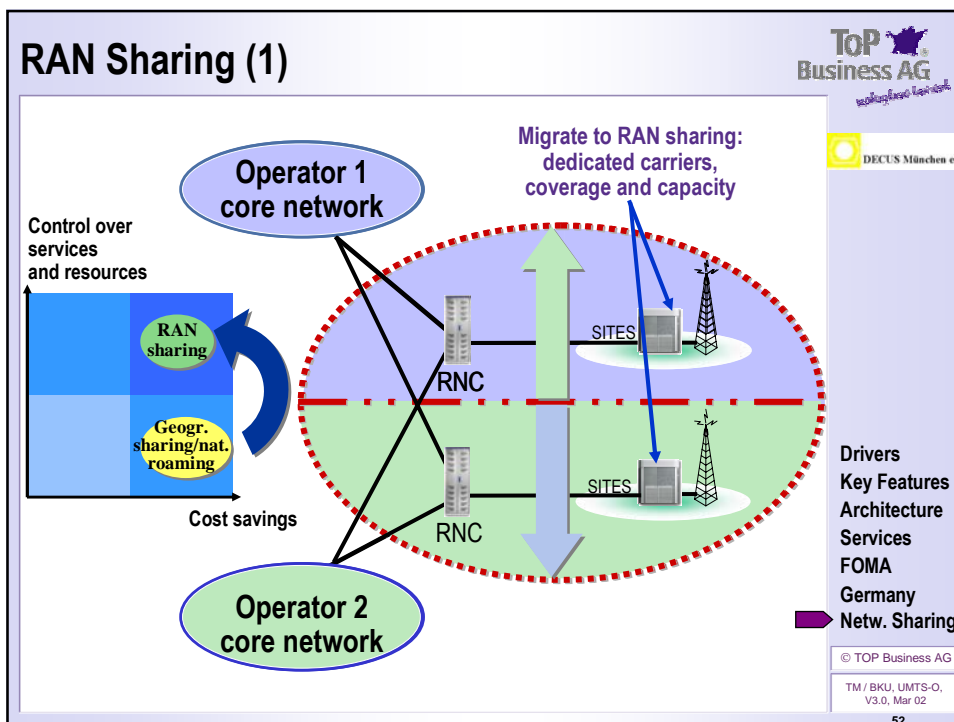 RAN Sharing (1)
ToP
Business AG
DECUS München e
Migrate to RAN sharing:
dedicated carriers,
coverage and capacity
Operator 1
core network
Control over
services
and resources
RAN
sharing
Geogr.
sharing/nat.
roaming
Cost savings
RNC
SITES
RNC
SITES
Operator 2
core network
Drivers
Key Features
Architecture
Services
FOMA
Germany
Netw. Sharing
© TOP Business AG
TM / BKU, UMTS-O,
V3.0, Mar 02
52